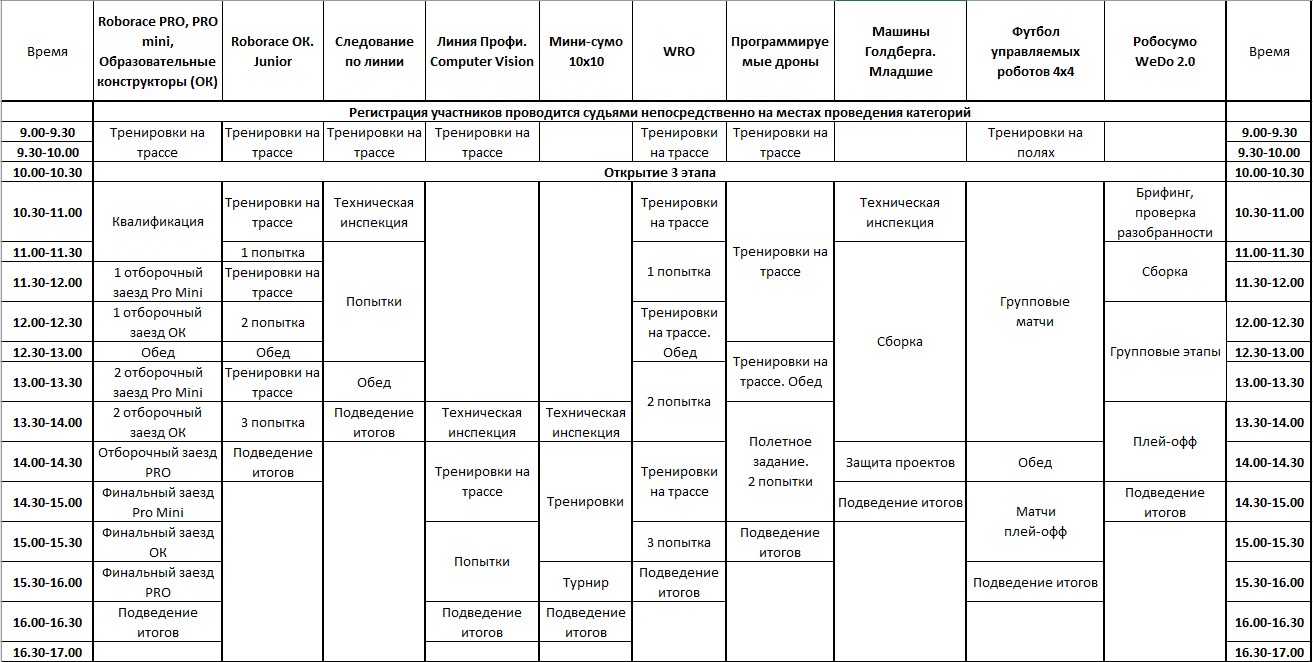 Время
Roborace PRO, PRO
mini,
Образовательные
конструкторы (ОК)
Roborace ОК.
Junior
Следование
по линии
Линия Профи.
Computer Vision
Мини-сумо
10х10
WRO
Программируе
мые дроны
Машины
Голдберга.
Младшие
Футбол
управляемых
роботов 4х4
Робосумо
WeDo 2.0
Время
Регистрация участников проводится судьями непосредственно на местах проведения категорий
9.00-9.30
9.30-10.00
Тренировки на
трассе
Тренировки на
трассе
Тренировки на
трассе
Тренировки на
трассе
Тренировки
на трассе
Тренировки на
трассе
Тренировки на
полях
9.00-9.30
9.30-10.00
10.00-10.30
Открытие 3 этапа
10.00-10.30
10.30-11.00
Квалификация
Тренировки на
трассе
Техническая
инспекция
Тренировки
на трассе
Тренировки на
трассе
Техническая
инспекция
Групповые
матчи
Брифинг,
проверка
разобранности
10.30-11.00
11.00-11.30
1 попытка
Попытки
1 попытка
Сборка
Сборка
11.00-11.30
11.30-12.00
1 отборочный
заезд Pro Mini
Тренировки на
трассе
11.30-12.00
12.00-12.30
1 отборочный
заезд ОК
2 попытка
Тренировки
на трассе.
Обед
Групповые этапы
12.00-12.30
12.30-13.00
Обед
Обед
Тренировки на
трассе. Обед
12.30-13.00
13.00-13.30
2 отборочный
заезд Pro Mini
Тренировки на
трассе
Обед
2 попытка
13.00-13.30
13.30-14.00
2 отборочный
заезд ОК
3 попытка
Подведение
итогов
Техническая
инспекция
Техническая
инспекция
Полетное
задание.
2 попытки
Плей-офф
13.30-14.00
14.00-14.30
Отборочный заезд
PRO
Подведение
итогов
Тренировки на
трассе
Тренировки
Тренировки
на трассе
Защита проектов
Обед
14.00-14.30
14.30-15.00
Финальный заезд
Pro Mini
Подведение итогов
Матчи
плей-офф
Подведение
итогов
14.30-15.00
15.00-15.30
Финальный заезд
ОК
Попытки
3 попытка
Подведение
итогов
15.00-15.30
15.30-16.00
Финальный заезд
PRO
Турнир
Подведение
итогов
Подведение итогов
15.30-16.00
16.00-16.30
Подведение
итогов
Подведение
итогов
Подведение
итогов
16.00-16.30
16.30-17.00
16.30-17.00